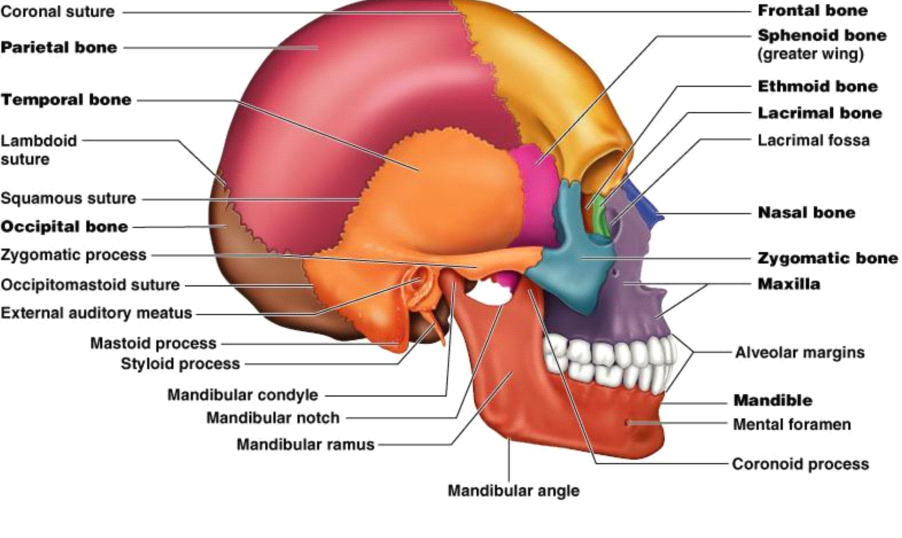 Coronal suture
Parietal bone
Temporal bone
Lambdoid
suture
Squamous suture
Occipital bone
Zygomatic process
Occipitomastoid suture
External auditory meatus
Mastoid process
Styloid process
Mandibular condyle
Mandibular notch
Mandibular ramus
Mandibular angle
Frontal bone
Sphenoid bone
(greater wing)
Ethmoid bone
Lacrimal bone
Lacrimal fossa
Nasal bone
Zygomatic bone
Maxilla
Alveolar margins
Mandible
Mental foramen
Coronoid process